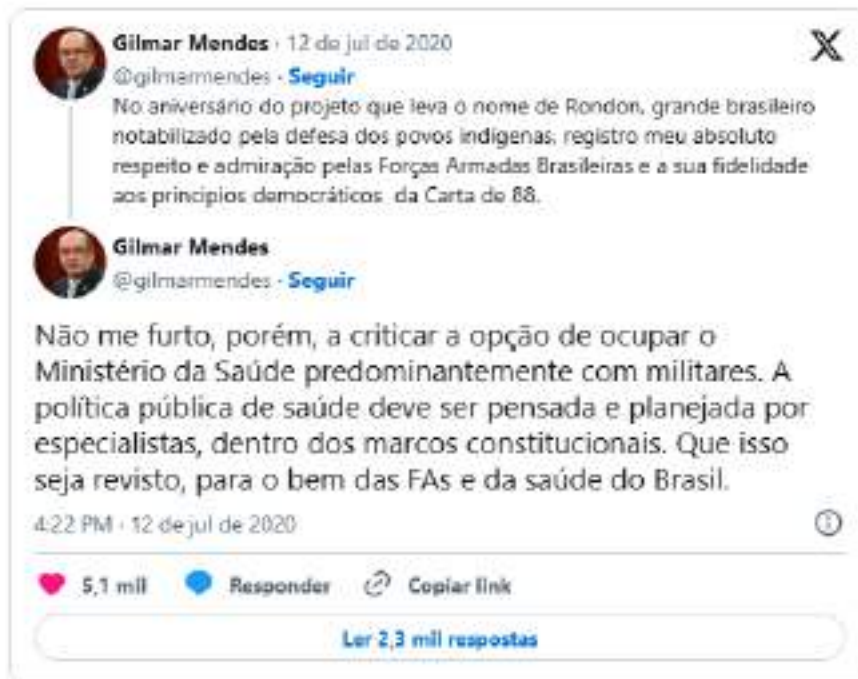 Gilmar Mendes · 12 de jul de 2020
@gilmarmendes · Seguir
No aniversário do projeto que leva o nome de Rondon, grande brasileiro
notabilizado pela defesa dos povos indígenas, registro meu absoluto
respeito e admiração pelas Forças Armadas Brasileiras e a sua fidelidade
aos princípios democráticos da Carta de 88.
Gilmar Mendes
@gilmarmendes · Seguir
Não me furto, porém, a criticar a opção de ocupar o
Ministério da Saúde predominantemente com militares. A
política pública de saúde deve ser pensada e planejada por
especialistas, dentro dos marcos constitucionais. Que isso
seja revisto, para o bem das FAs e da saúde do Brasil.
4:22 PM · 12 de jul de 2020
5,1 mil Responder Copiar link
Ler 2,3 mil respostas